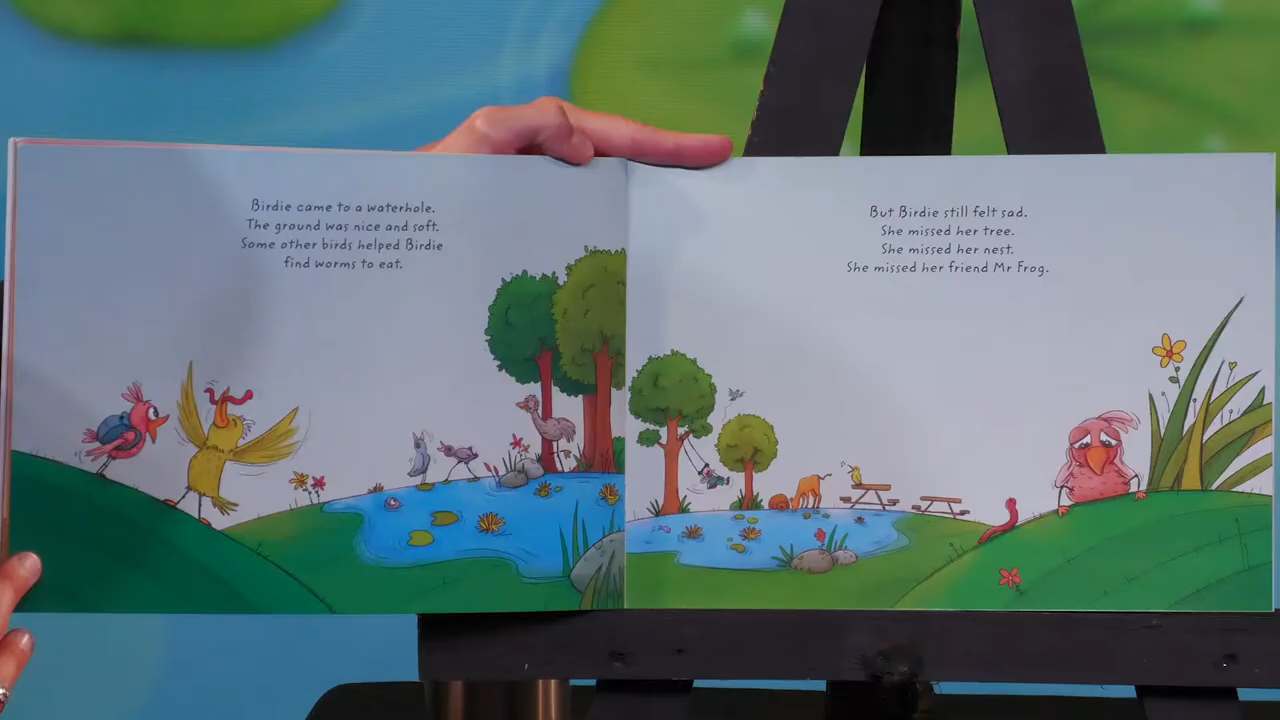 Birdie came to a waterhole.
The ground was nice and soft.
Some other birds helped Birdie
find worms to eat.
But Birdie still felt sad.
She missed her tree.
She missed her nest.
She missed her friend Mr Frog.